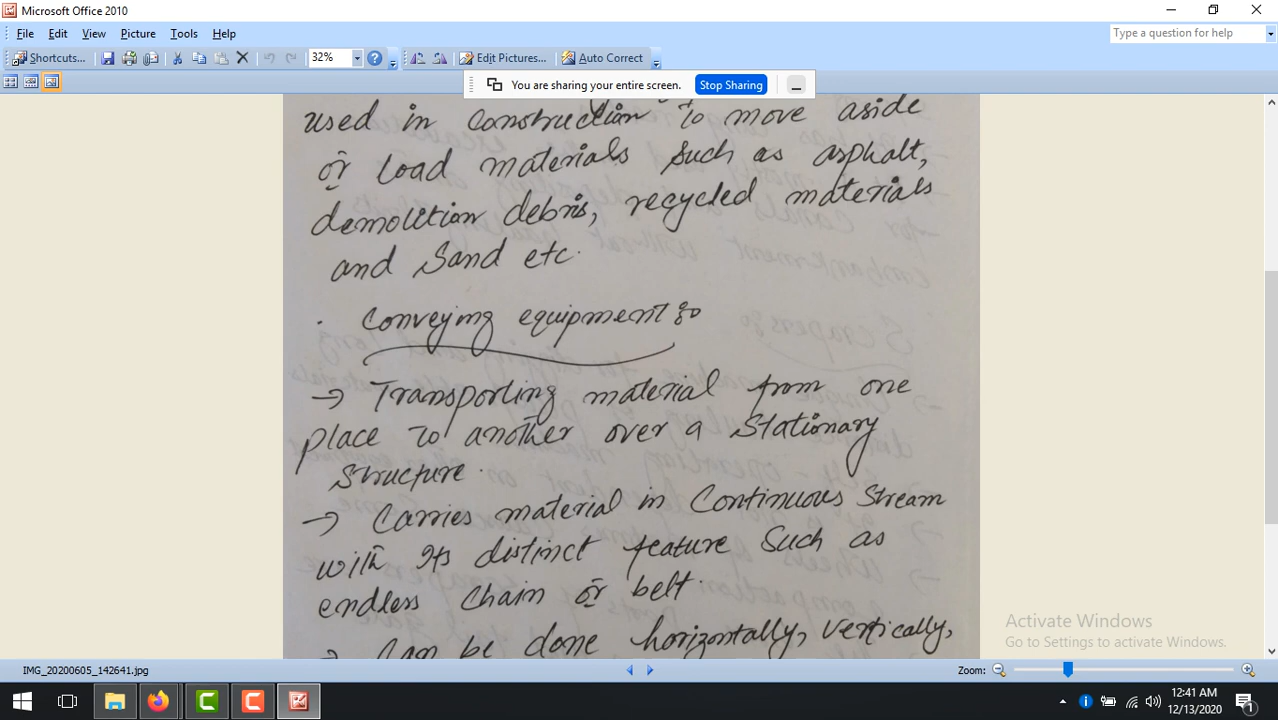 Microsoft Office 2010
File Edit View Picture Tools Help
Type a question for help
Shortcuts... 32% Edit Pictures... Auto Correct
You are sharing your entire screen. Stop Sharing
used in construction to move aside
or load materials such as asphalt,
demolition debris, recycled materials
and Sand etc.
Conveying equipment :-
→ Transporting material from one
place to another over a Stationary
Structure.
→ Carries material in Continuous Stream
with its distinct feature Such as
endless Chain or belt.
→ Can be done horizontally, vertically,
Activate Windows
Go to Settings to activate Windows.
IMG_20200605_142641.jpg
Zoom:
12:41 AM
12/13/2020
1